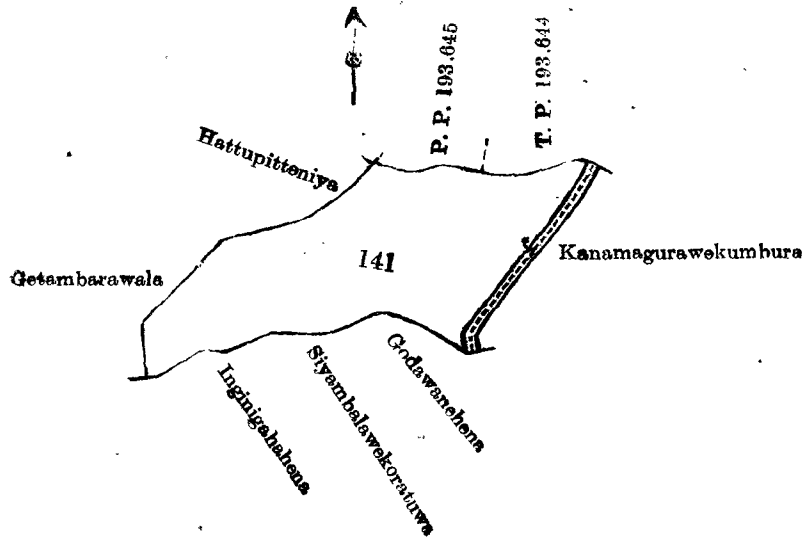 P. P. 193,645
T. P. 193,644
Hattupitteniya
141
Kanamagurawekumbura
Getambarawala
Godawanehena
Siyambalawekoratuwa
Inginigahahena